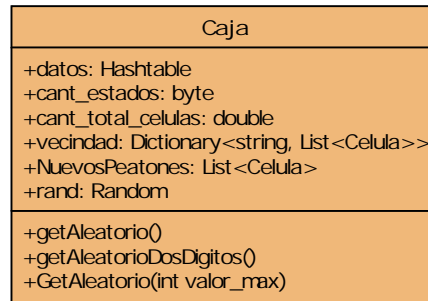 Caja
+datos: Hashtable
+cant_estados: byte
+cant_total_celulas: double
+vecindad: Dictionary<string, List<Celula>>
+NuevosPeatones: List<Celula>
+rand: Random
+getAleatorio()
+getAleatorioDosDigitos()
+GetAleatorio(int valor_max)